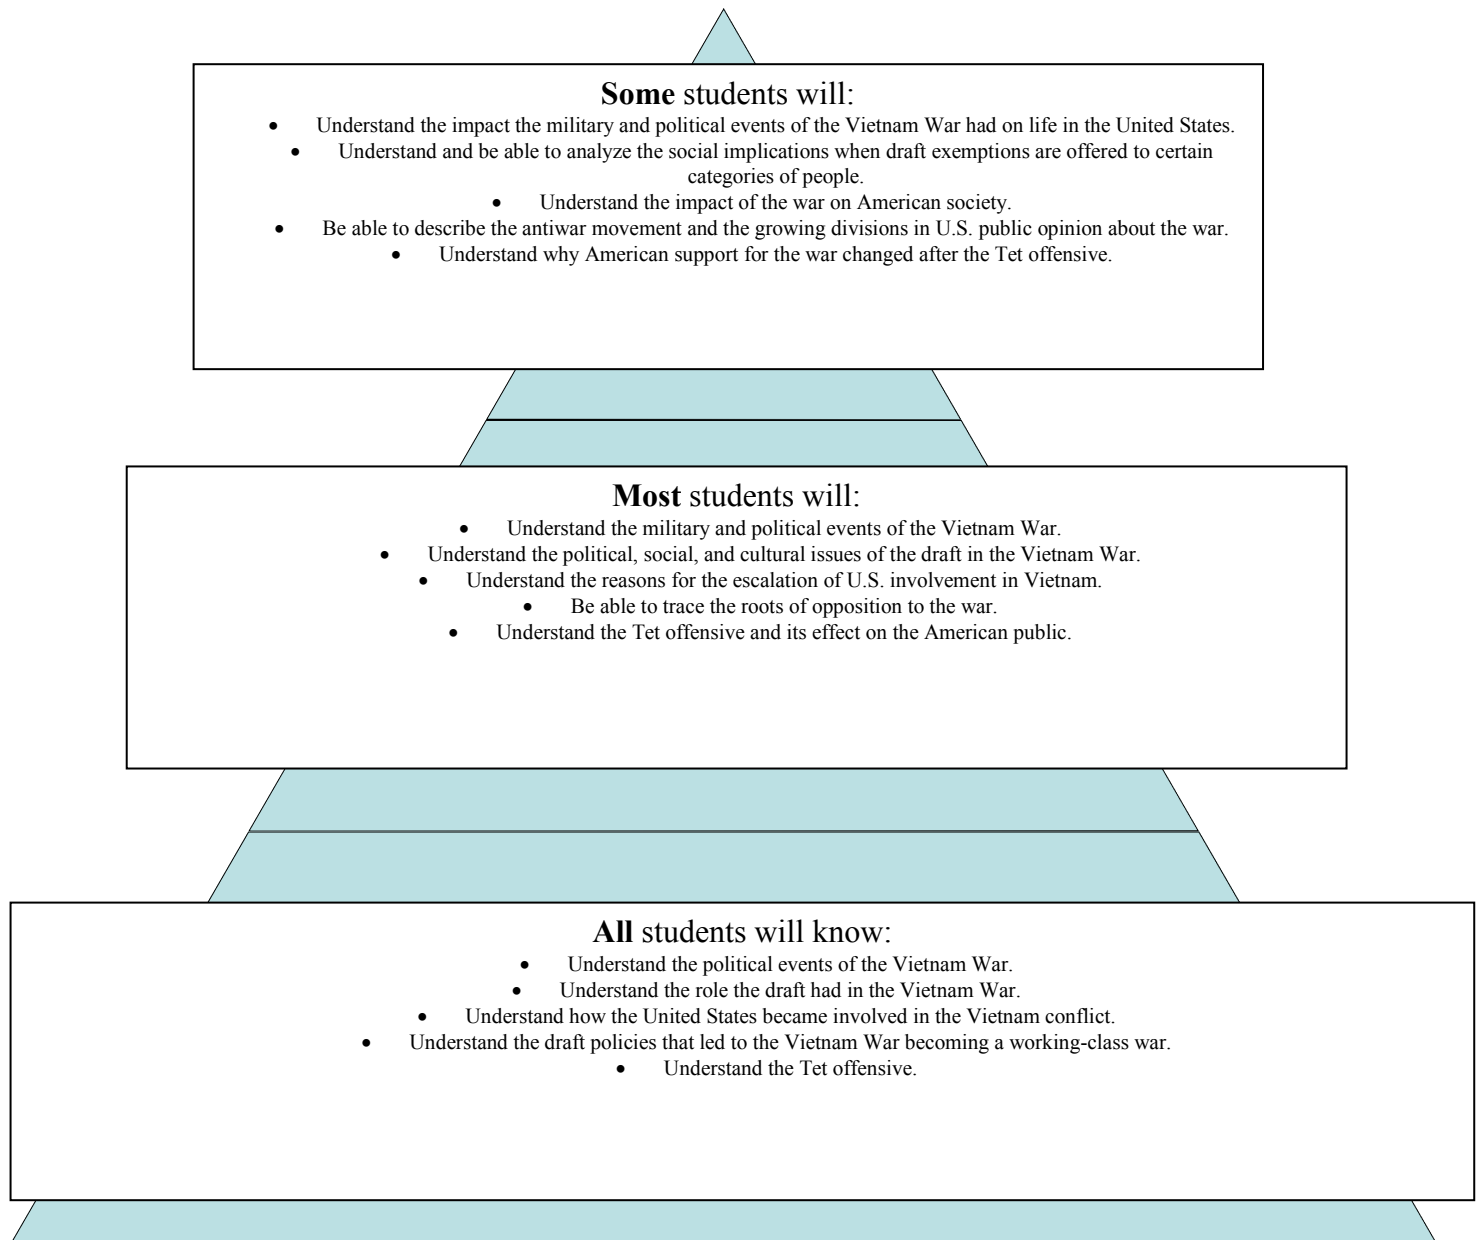 Some students will:
• Understand the impact the military and political events of the Vietnam War had on life in the United States.
• Understand and be able to analyze the social implications when draft exemptions are offered to certain
categories of people.
• Understand the impact of the war on American society.
• Be able to describe the antiwar movement and the growing divisions in U.S. public opinion about the war.
• Understand why American support for the war changed after the Tet offensive.
Most students will:
• Understand the military and political events of the Vietnam War.
• Understand the political, social, and cultural issues of the draft in the Vietnam War.
• Understand the reasons for the escalation of U.S. involvement in Vietnam.
• Be able to trace the roots of opposition to the war.
• Understand the Tet offensive and its effect on the American public.
All students will know:
• Understand the political events of the Vietnam War.
• Understand the role the draft had in the Vietnam War.
• Understand how the United States became involved in the Vietnam conflict.
• Understand the draft policies that led to the Vietnam War becoming a working-class war.
• Understand the Tet offensive.